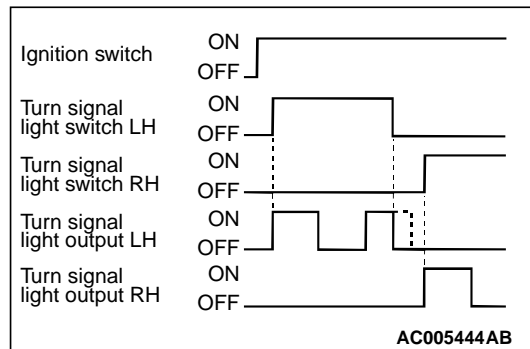 ON
Ignition switch
OFF
Turn signal
light switch LH
ON
OFF
Turn signal
light switch RH
ON
OFF
Turn signal
light output LH
ON
OFF
Turn signal
light output RH
ON
OFF
AC005444AB